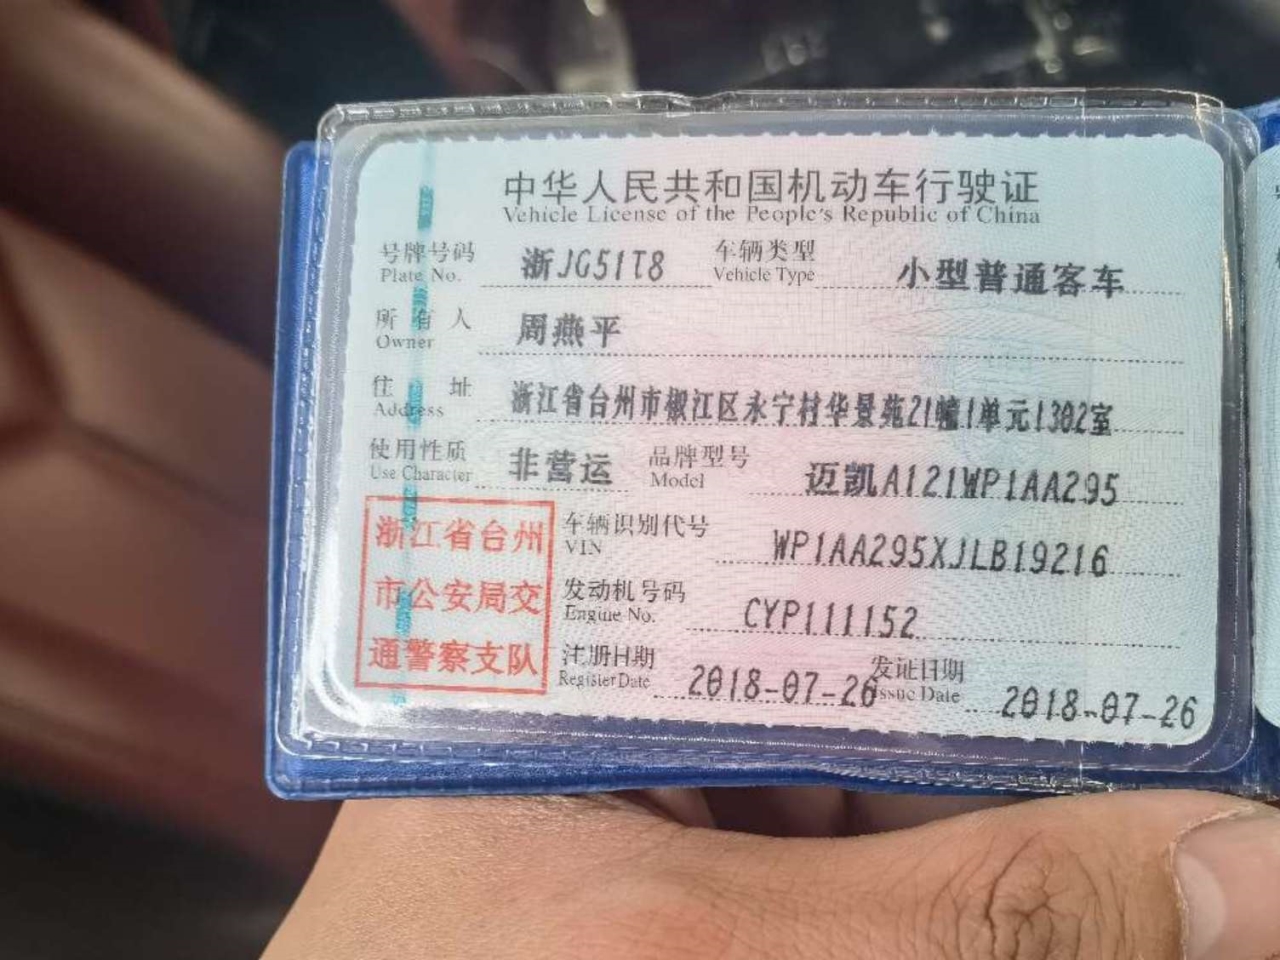 中华人民共和国机动车行驶证
Vehicle License of the People's Republic of China
号牌号码 浙JG51T8 车辆类型 小型普通客车
Plate No. Vehicle Type
所有人 周燕平
Owner
住址 浙江省台州市椒江区永宁村华景苑21幢1单元1302室
Address
使用性质 非营运 品牌型号 迈凯A121WP1AA295
Use Character Model
浙江省台州
市公安局交
通警察支队
车辆识别代号 WP1AA295XJLB19216
VIN
发动机号码 CYP111152
Engine No.
注册日期 2018-07-26 发证日期 2018-07-26
Register Date Issue Date